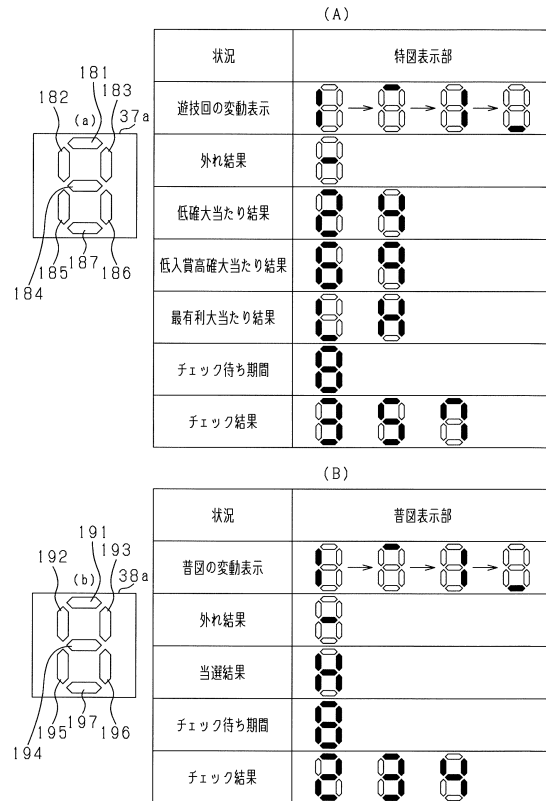 (A)
状況 特図表示部
遊技回の変動表示
外れ結果
低確大当たり結果
低入賞高確大当たり結果
最有利大当たり結果
チェック待ち期間
チェック結果
181
182 183
(a) 37a
185 187 186
184
(B)
状況 普図表示部
普図の変動表示
外れ結果
当選結果
チェック待ち期間
チェック結果
191
192 193
(b) 38a
195 197 196
194